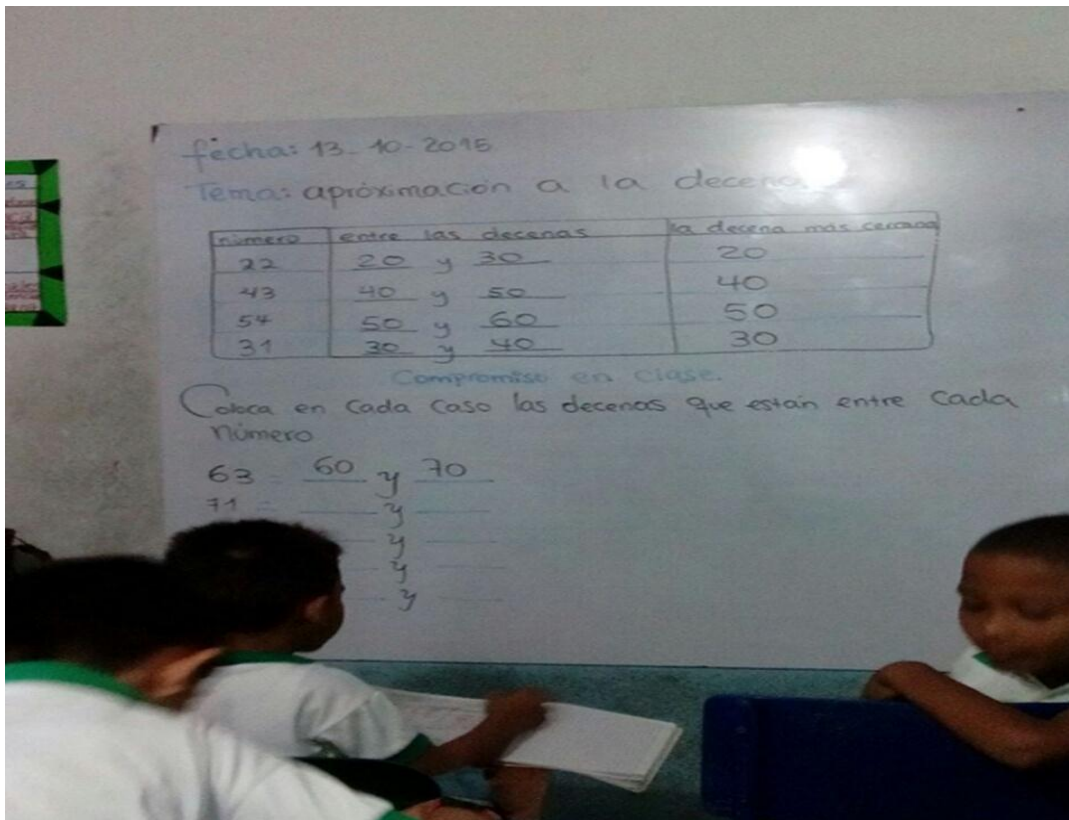 fecha: 13-10-2015
Tema: apróximación a la decena
número entre las decenas la decena más cercana
22 20 y 30 20
43 40 y 50 40
54 50 y 60 50
31 30 y 40 30
Compromiso en clase.
Coloca en cada caso las decenas que están entre cada
número
63 = 60 y 70
71 = y
y
y
y